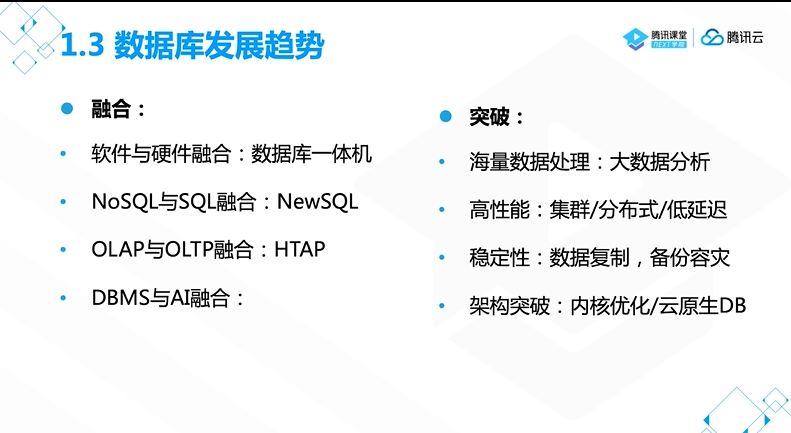 1.3 数据库发展趋势
腾讯课堂
NEXT学院
腾讯云
融合：
软件与硬件融合：数据库一体机
NoSQL与SQL融合：NewSQL
OLAP与OLTP融合：HTAP
DBMS与AI融合：
突破：
海量数据处理：大数据分析
高性能：集群/分布式/低延迟
稳定性：数据复制，备份容灾
架构突破：内核优化/云原生DB